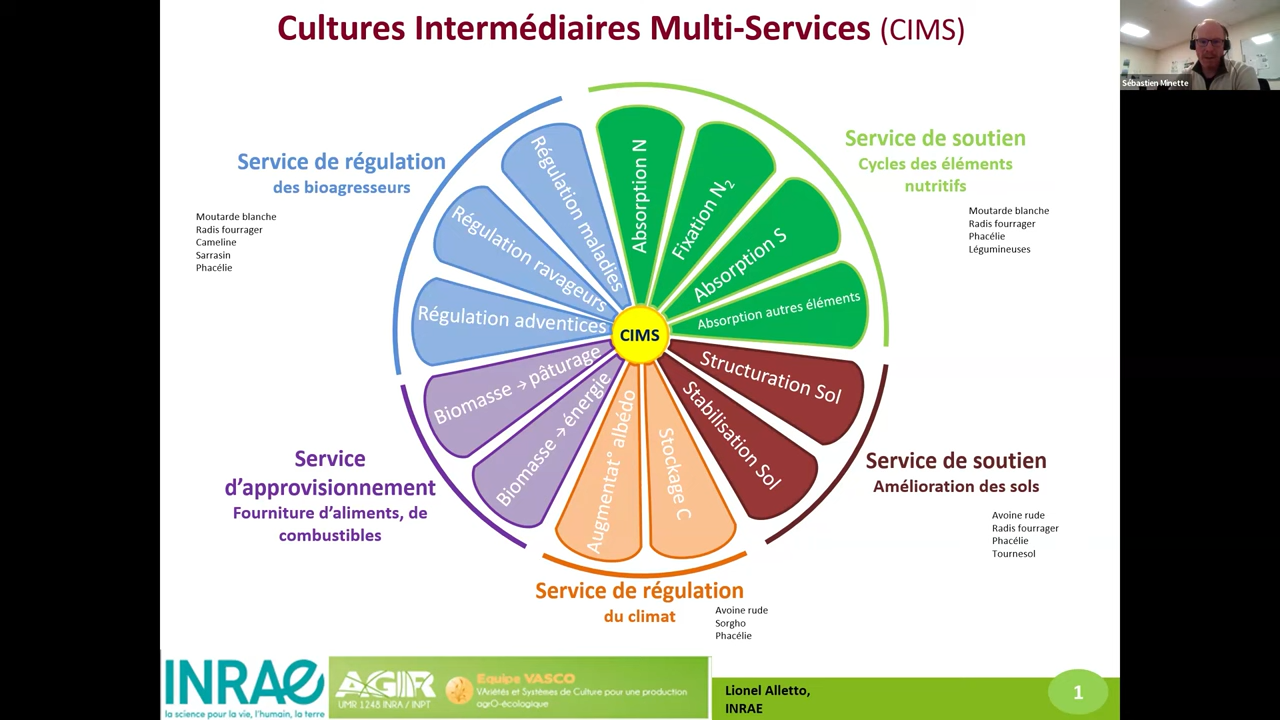 Cultures Intermédiaires Multi-Services (CIMS)
Sébastien Minette
Service de régulation
des bioagresseurs
Moutarde blanche
Radis fourrager
Cameline
Sarrasin
Phacélie
Service de soutien
Cycles des éléments
nutritifs
Moutarde blanche
Radis fourrager
Phacélie
Légumineuses
Régulation maladies
Absorption N
Fixation N₂
Absorption S
Absorption autres éléments
Régulation ravageurs
Régulation adventices
CIMS
Structuration Sol
Stabilisation Sol
Stockage C
Augmentat° albédo
Biomasse → énergie
Biomasse → pâturage
Service
d’approvisionnement
Fourniture d’aliments, de
combustibles
Service de soutien
Amélioration des sols
Avoine rude
Radis fourrager
Phacélie
Tournesol
Service de régulation
du climat
Avoine rude
Sorgho
Phacélie
INRAE
la science pour la vie, l'humain, la terre
AGIR
UMR 1248 INRA / INPT
Equipe VASCO
VAriétés et Systèmes de Culture pour une production
agrO-écologique
Lionel Alletto,
INRAE
1